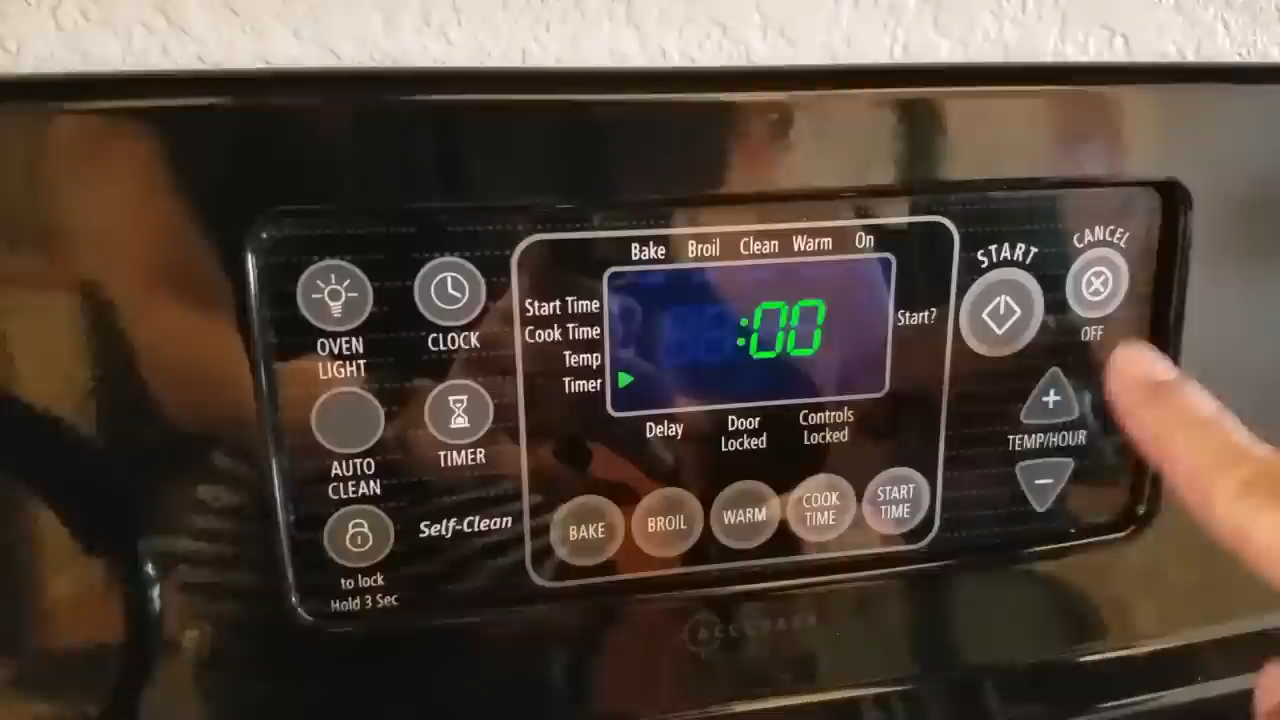 Bake Broil Clean Warm On
START
CANCEL
OFF
OVEN
LIGHT
CLOCK
Start Time
Cook Time
Temp
Timer
:00
Start?
AUTO
CLEAN
TIMER
Delay
Door
Locked
Controls
Locked
+
TEMP/HOUR
-
Self-Clean
BAKE
BROIL
WARM
COOK
TIME
START
TIME
to lock
Hold 3 Sec
ACCUBAKE